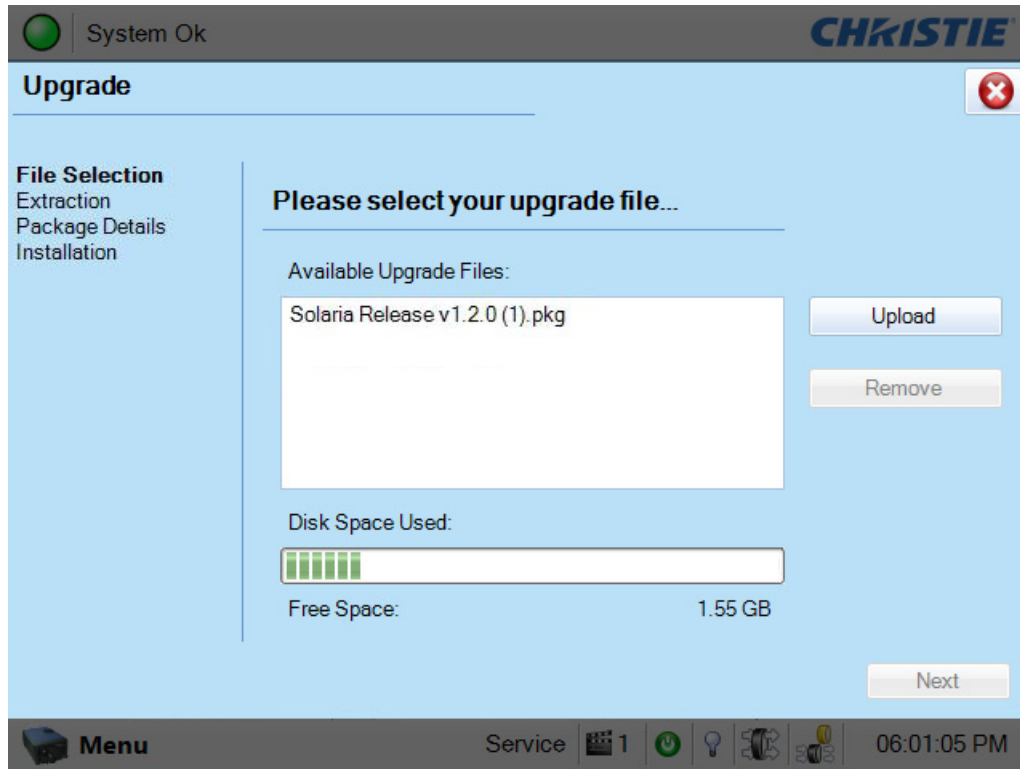 System Ok
CHRISTIE
Upgrade
File Selection
Extraction
Package Details
Installation
Please select your upgrade file...
Available Upgrade Files:
Solaria Release v1.2.0 (1).pkg
Upload
Remove
Disk Space Used:
Free Space: 1.55 GB
Next
Menu
Service 1 06:01:05 PM